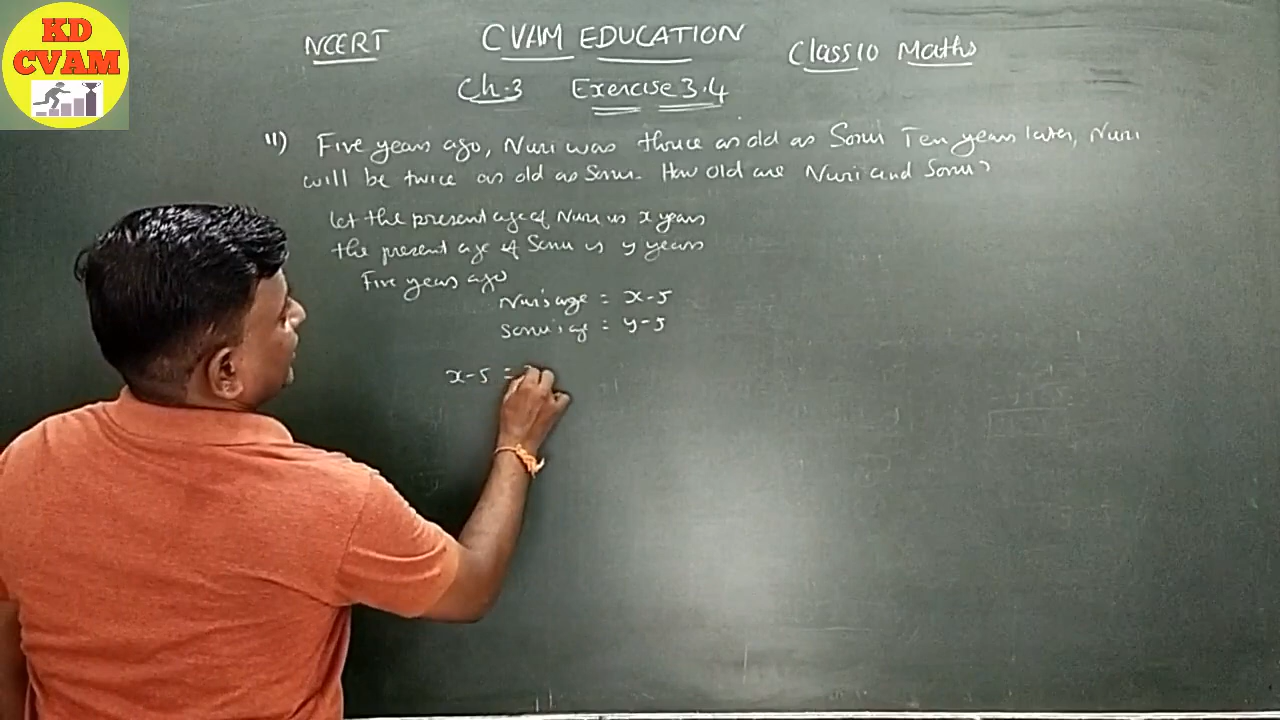 KD
CVAM
NCERT CVAM EDUCATION Class 10 Maths
Ch.3 Exercise 3.4
11) Five years ago, Nuri was thrice as old as Sonu Ten years later, Nuri
will be twice as old as Sonu. How old are Nuri and Sonu?
let the present age of Nuri is x years
the present age of Sonu is y years
Five years ago
Nuri's age = x-5
Sonu's age = y-5
x-5 =